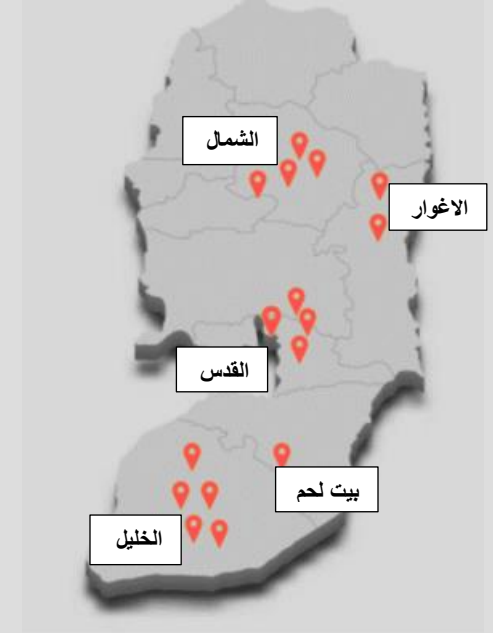 الشمال
الاغوار
القدس
بيت لحم
الخليل